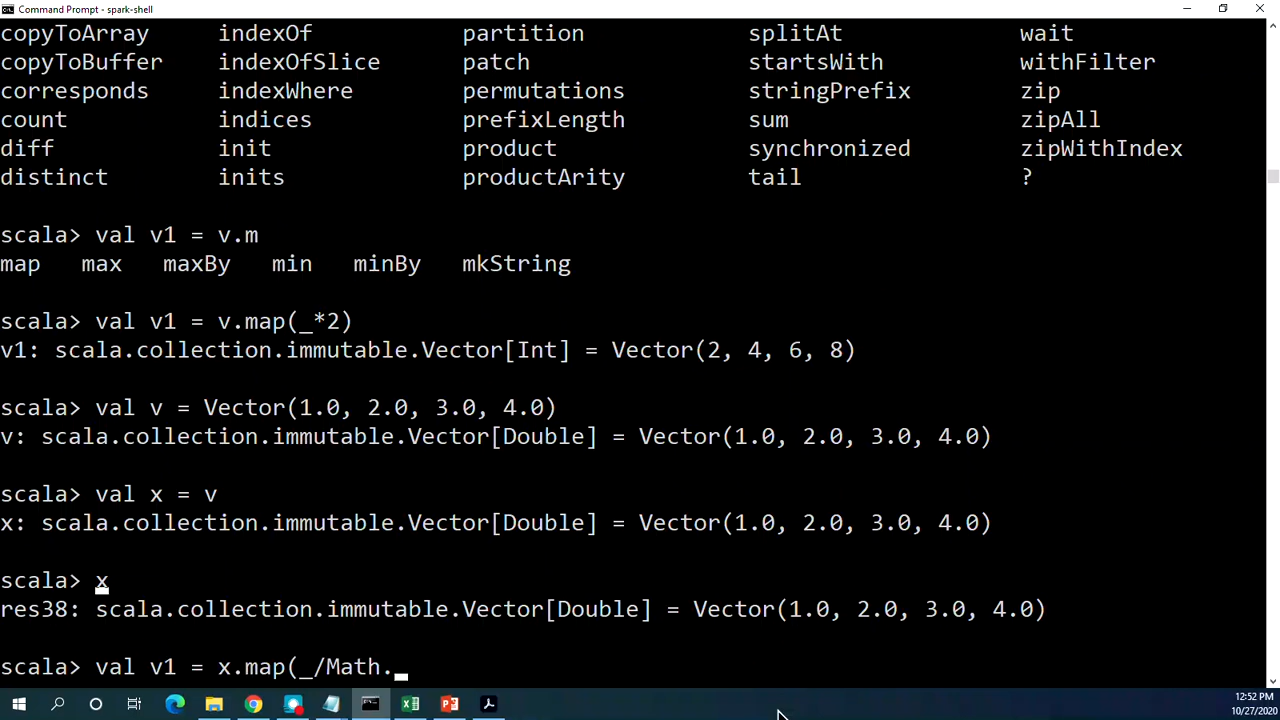 Command Prompt - spark-shell
copyToArray indexOf partition splitAt wait
copyToBuffer indexOfSlice patch startsWith withFilter
corresponds indexWhere permutations stringPrefix zip
count indices prefixLength sum zipAll
diff init product synchronized zipWithIndex
distinct inits productArity tail ?
scala> val v1 = v.m
map max maxBy min minBy mkString
scala> val v1 = v.map(_*2)
v1: scala.collection.immutable.Vector[Int] = Vector(2, 4, 6, 8)
scala> val v = Vector(1.0, 2.0, 3.0, 4.0)
v: scala.collection.immutable.Vector[Double] = Vector(1.0, 2.0, 3.0, 4.0)
scala> val x = v
x: scala.collection.immutable.Vector[Double] = Vector(1.0, 2.0, 3.0, 4.0)
scala> x
res38: scala.collection.immutable.Vector[Double] = Vector(1.0, 2.0, 3.0, 4.0)
scala> val v1 = x.map(_/Math.
12:52 PM
10/27/2020